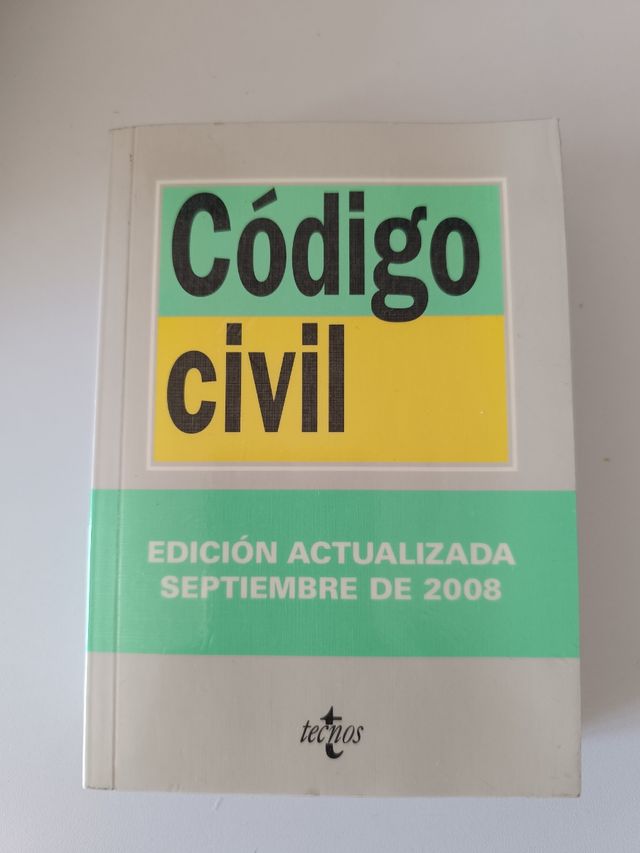 Código
civil
EDICIÓN ACTUALIZADA
SEPTIEMBRE DE 2008
tecnos